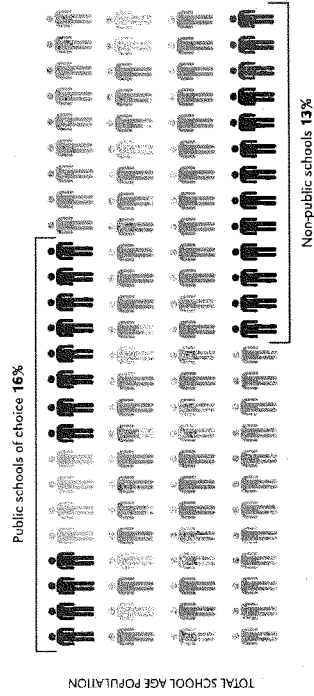 Public schools of choice 16%
Non-public schools 13%
TOTAL SCHOOL AGE POPULATION